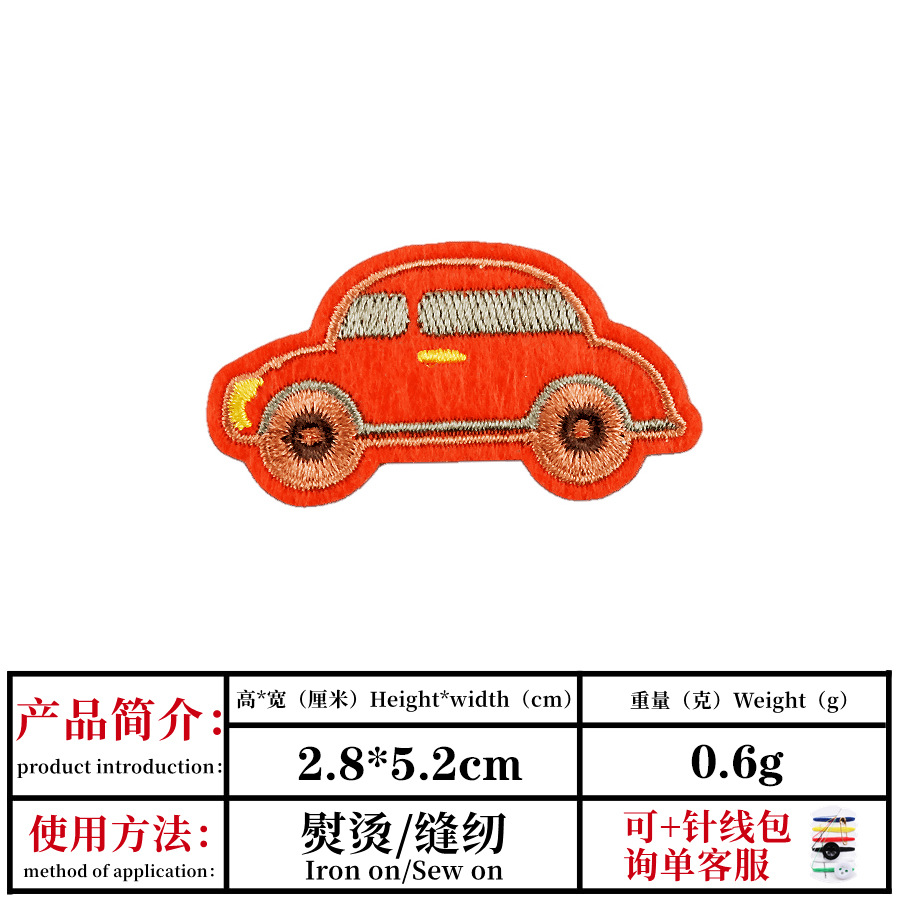 产品简介：
product introduction:
高*宽（厘米）Height*width（cm）
重量（克）Weight（g）
2.8*5.2cm
0.6g
使用方法：
method of application:
熨烫/缝纫
Iron on/Sew on
可+针线包
询单客服